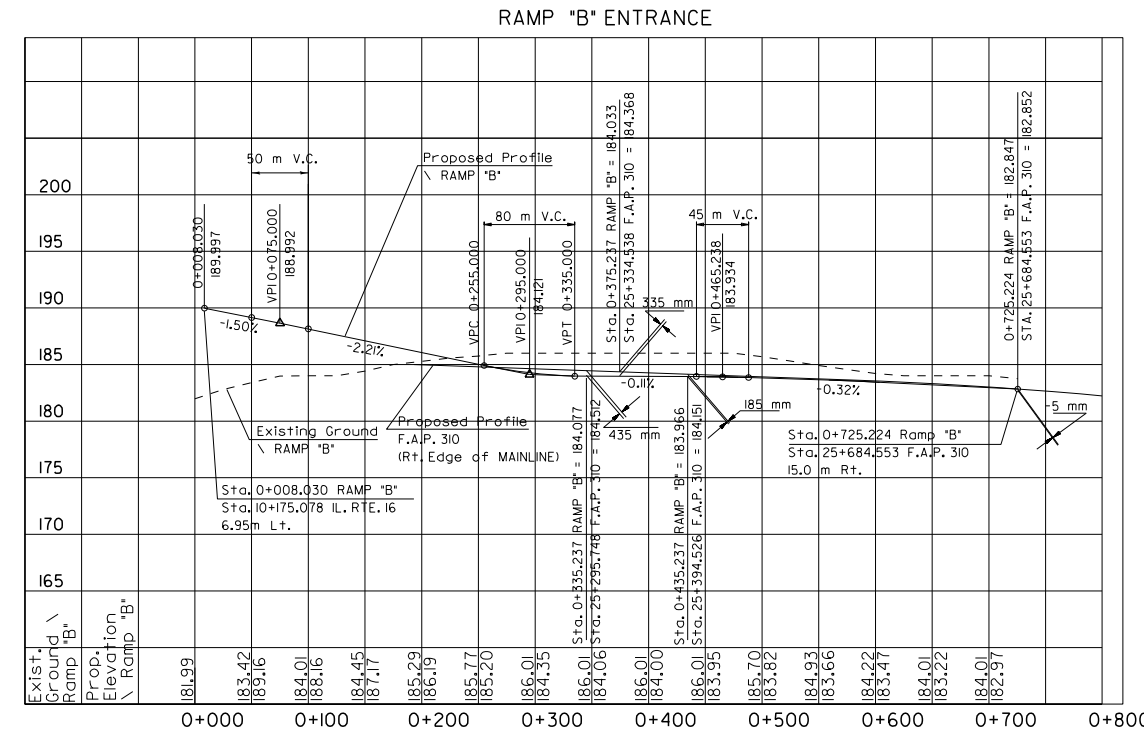 RAMP "B" ENTRANCE
200
195
190
185
180
175
170
165
50 m V.C.
Proposed Profile
\ RAMP "B"
80 m V.C.
45 m V.C.
0+008.030
189.997
VPI 0+075.000
188.992
VPC 0+255.000
VPI 0+295.000
184.121
VPT 0+335.000
Sta. 0+375.237 RAMP "B" = 184.033
Sta. 25+334.538 F.A.P. 310 = 184.368
335 mm
VPI 0+465.238
183.934
0+725.224 RAMP "B" = 182.847
STA. 25+684.553 F.A.P. 310 = 182.852
-1.50%
-2.21%
-0.11%
-0.32%
Existing Ground
\ RAMP "B"
Proposed Profile
F.A.P. 310
(Rt. Edge of MAINLINE)
435 mm
185 mm
-5 mm
Sta. 0+725.224 Ramp "B"
Sta. 25+684.553 F.A.P. 310
15.0 m Rt.
Sta. 0+008.030 RAMP "B"
Sta. 10+175.078 IL. RTE. 16
6.95m Lt.
Sta. 0+335.237 RAMP "B" = 184.077
Sta. 25+295.748 F.A.P. 310 = 184.512
Sta. 0+435.237 RAMP "B" = 183.966
Sta. 25+394.526 F.A.P. 310 = 184.151
Exist.
Ground \
Ramp "B"
Prop.
Elevation
\ Ramp "B"
181.99
183.42
189.16
184.01
188.16
184.45
187.17
185.29
186.19
185.77
185.20
186.01
184.35
186.01
184.06
186.01
184.00
186.01
183.95
185.70
183.82
184.93
183.66
184.22
183.47
184.01
183.22
184.01
182.97
0+000
0+100
0+200
0+300
0+400
0+500
0+600
0+700
0+800